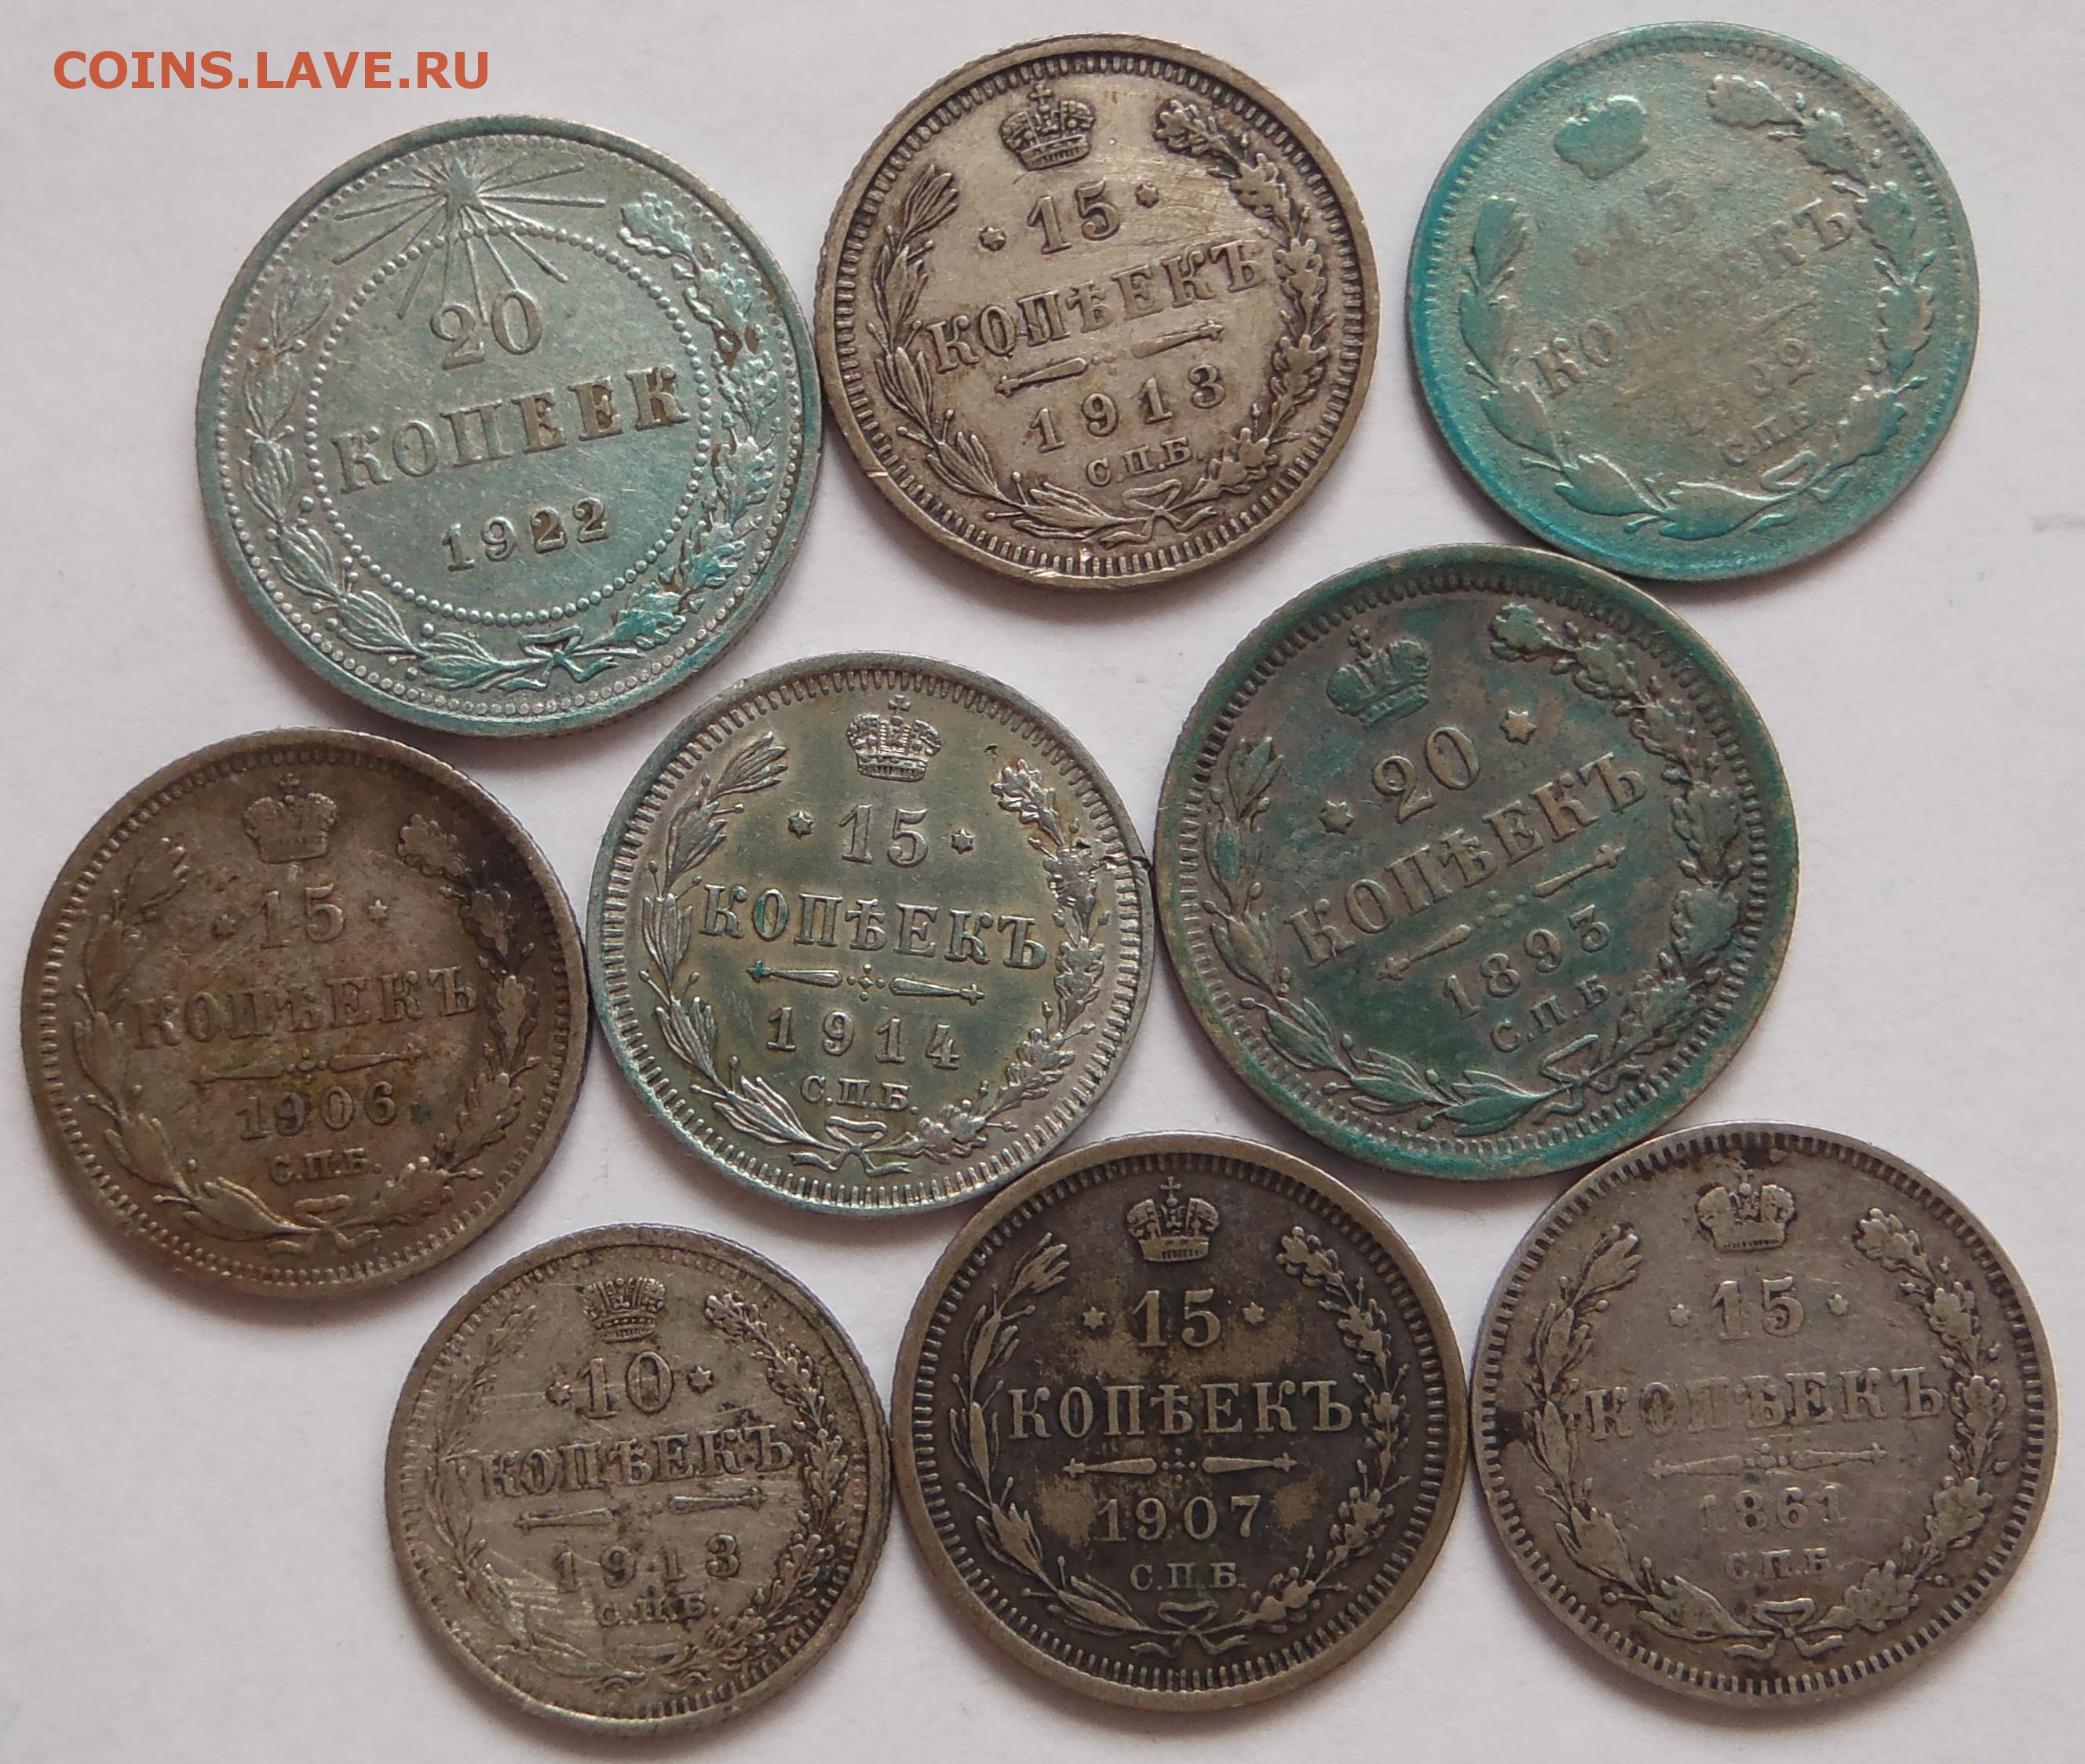 COINS.LAVE.RU
20
КОПЕЕК
1922
15
КОПѢЕКЪ
1913
С.П.Б.
15
КОПѢЕКЪ
С.П.Б.
15
КОПѢЕКЪ
1906
С.П.Б.
15
КОПѢЕКЪ
1914
С.П.Б.
20
КОПѢЕКЪ
1893
С.П.Б.
10
КОПѢЕКЪ
1913
С.П.Б.
15
КОПѢЕКЪ
1907
С.П.Б.
15
КОПѢЕКЪ
1861
С.П.Б.